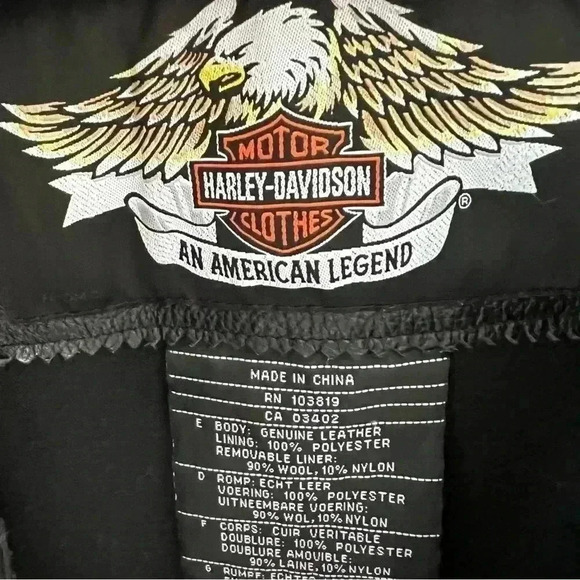 MOTOR
HARLEY-DAVIDSON
CLOTHES
®
AN AMERICAN LEGEND
MADE IN CHINA
RN 103819
CA 03402
E BODY: GENUINE LEATHER
LINING: 100% POLYESTER
REMOVABLE LINER:
90% WOOL, 10% NYLON
D ROMP: ECHT LEER
VOERING: 100% POLYESTER
UITNEEMBARE VOERING:
90% WOL, 10% NYLON
F CORPS: CUIR VERITABLE
DOUBLURE: 100% POLYESTER
DOUBLURE AMOVIBLE:
90% LAINE, 10% NYLON
G RUMPF: ECHTES